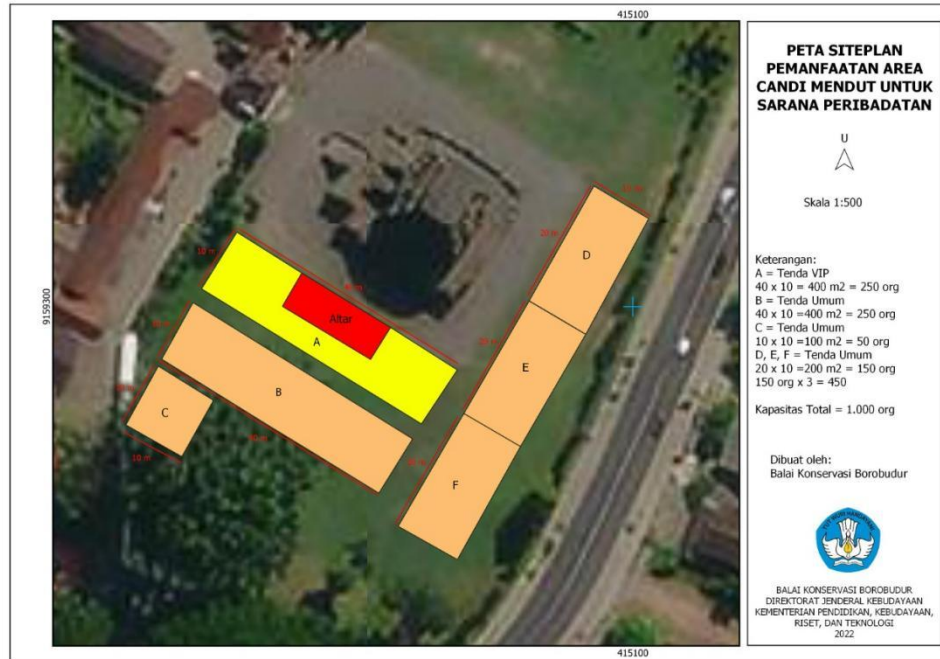 415100
PETA SITEPLAN
PEMANFAATAN AREA
CANDI MENDUT UNTUK
SARANA PERIBADATAN
U
Skala 1:500
Keterangan:
A = Tenda VIP
40 x 10 = 400 m2 = 250 org
B = Tenda Umum
40 x 10 =400 m2 = 250 org
C = Tenda Umum
10 x 10 =100 m2 = 50 org
D, E, F = Tenda Umum
20 x 10 =200 m2 = 150 org
150 org x 3 = 450
Kapasitas Total = 1.000 org
Dibuat oleh:
Balai Konservasi Borobudur
BALAI KONSERVASI BOROBUDUR
DIREKTORAT JENDERAL KEBUDAYAAN
KEMENTERIAN PENDIDIKAN, KEBUDAYAAN,
RISET, DAN TEKNOLOGI
2022
9159300
10 m
20 m
D
10 m
Altar
A
E
B
C
10 m
F
415100